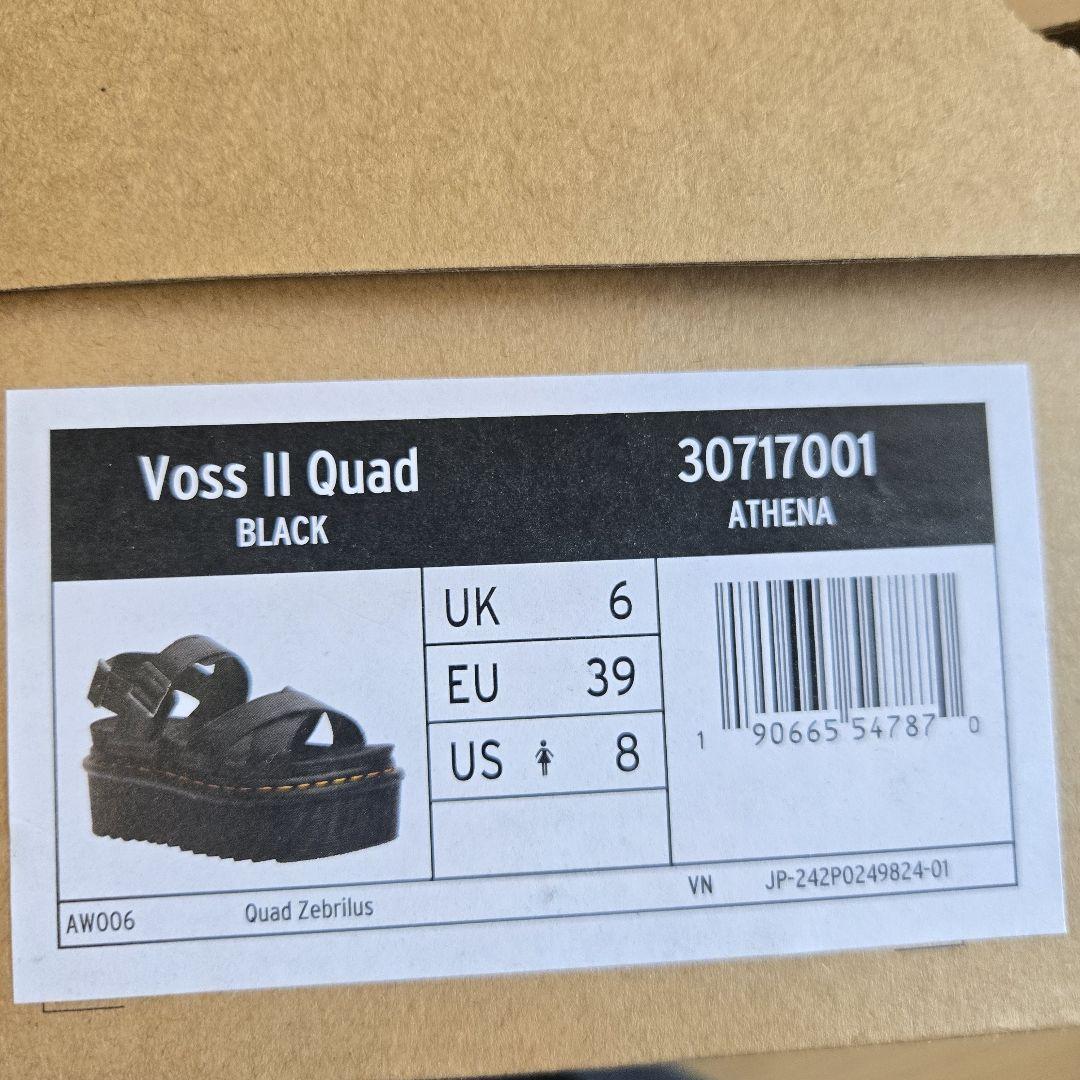 Voss II Quad
BLACK
30717001
ATHENA
UK 6
EU 39
US 8
1 90665 54787 0
VN JP-242P0249824-01
AW006 Quad Zebrilus